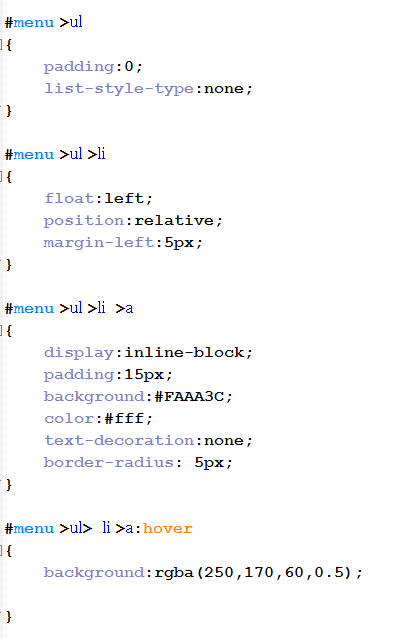 #menu >ul
{
padding:0;
list-style-type:none;
}
#menu >ul >li
{
float:left;
position:relative;
margin-left:5px;
}
#menu >ul >li >a
{
display:inline-block;
padding:15px;
background:#FAAA3C;
color:#fff;
text-decoration:none;
border-radius: 5px;
}
#menu >ul> li >a:hover
{
background:rgba(250,170,60,0.5);
}